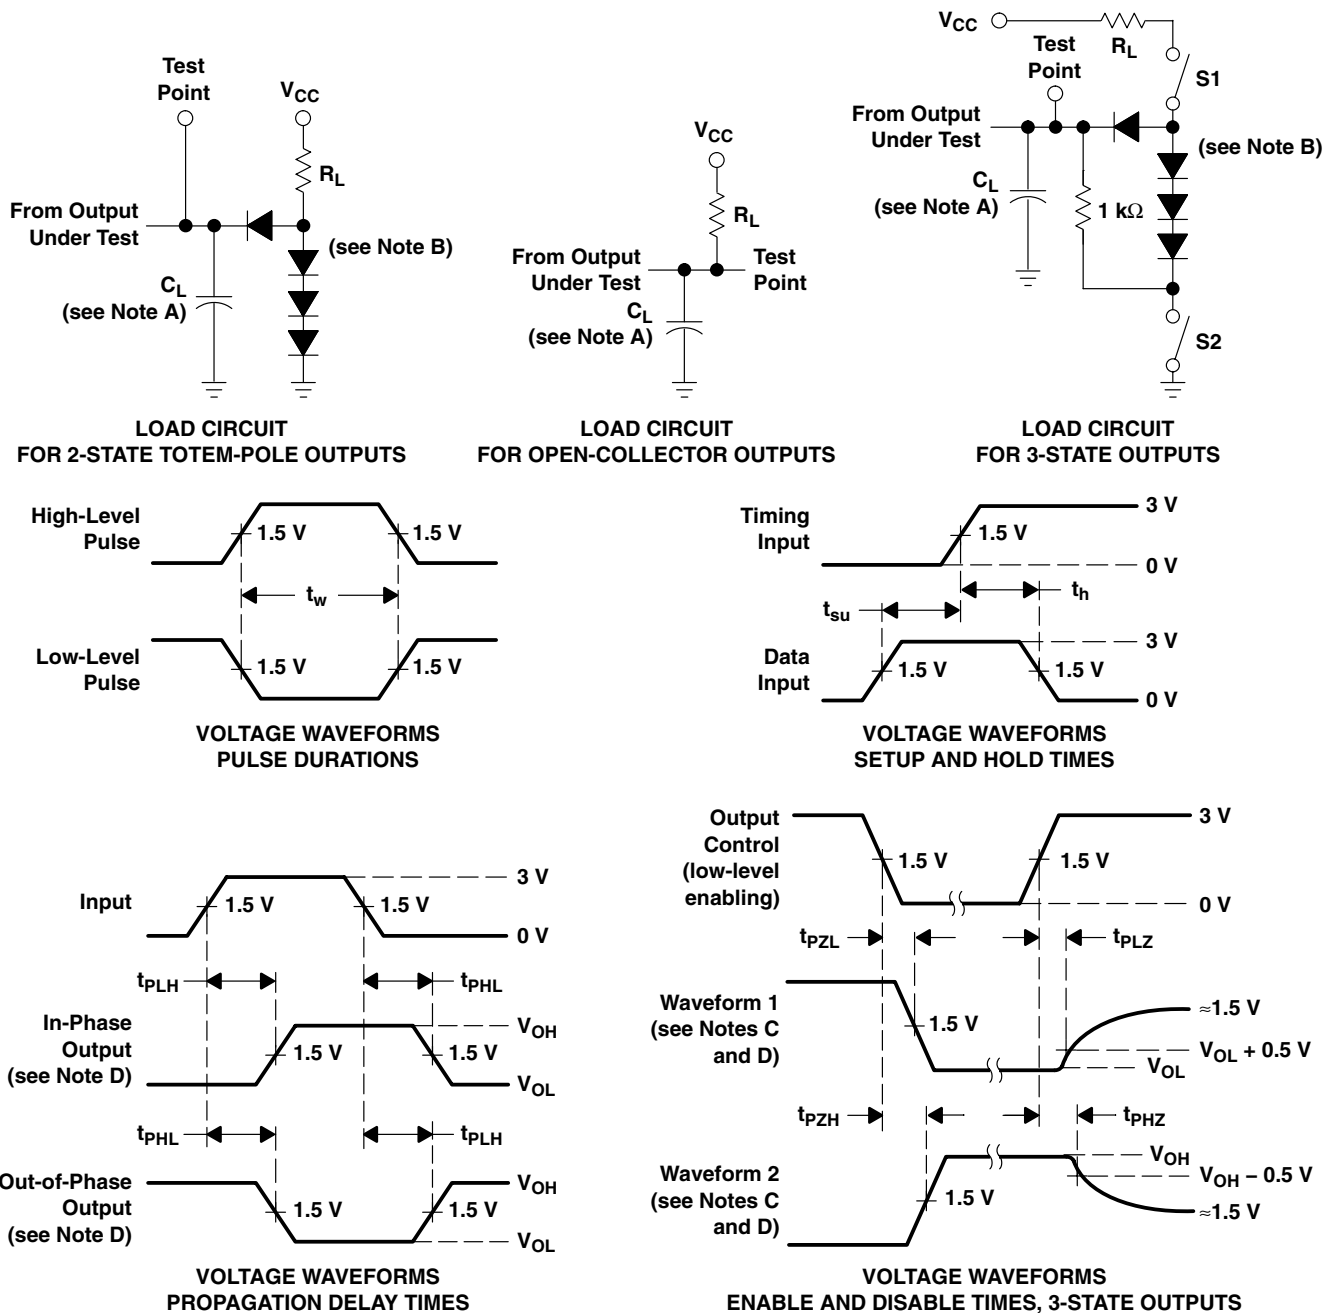 Test
Point
VCC
RL
From Output
Under Test
(see Note B)
CL
(see Note A)
LOAD CIRCUIT
FOR 2-STATE TOTEM-POLE OUTPUTS
VCC
RL
From Output
Under Test
Test
Point
CL
(see Note A)
LOAD CIRCUIT
FOR OPEN-COLLECTOR OUTPUTS
VCC
RL
Test
Point
S1
From Output
Under Test
(see Note B)
CL
(see Note A)
1 kΩ
S2
LOAD CIRCUIT
FOR 3-STATE OUTPUTS
High-Level
Pulse
1.5 V
1.5 V
tw
Low-Level
Pulse
1.5 V
1.5 V
VOLTAGE WAVEFORMS
PULSE DURATIONS
Timing
Input
1.5 V
3 V
0 V
th
tsu
Data
Input
1.5 V
1.5 V
3 V
0 V
VOLTAGE WAVEFORMS
SETUP AND HOLD TIMES
Input
1.5 V
1.5 V
3 V
0 V
tPLH
tPHL
In-Phase
Output
(see Note D)
1.5 V
1.5 V
VOH
VOL
tPHL
tPLH
Out-of-Phase
Output
(see Note D)
1.5 V
1.5 V
VOH
VOL
VOLTAGE WAVEFORMS
PROPAGATION DELAY TIMES
Output
Control
(low-level
enabling)
1.5 V
1.5 V
3 V
0 V
tPZL
tPLZ
Waveform 1
(see Notes C
and D)
1.5 V
≈1.5 V
VOL + 0.5 V
VOL
tPZH
tPHZ
Waveform 2
(see Notes C
and D)
1.5 V
VOH
VOH − 0.5 V
≈1.5 V
VOLTAGE WAVEFORMS
ENABLE AND DISABLE TIMES, 3-STATE OUTPUTS